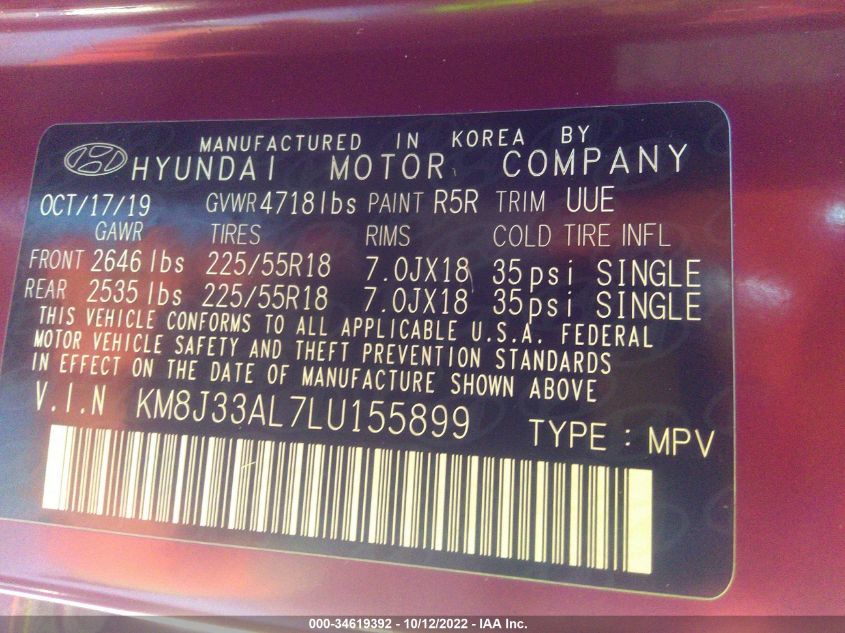 MANUFACTURED IN KOREA BY
HYUNDAI MOTOR COMPANY
OCT/17/19 GVWR 4718lbs PAINT R5R TRIM UUE
GAWR TIRES RIMS COLD TIRE INFL
FRONT 2646 lbs 225/55R18 7.0JX18 35psi SINGLE
REAR 2535 lbs 225/55R18 7.0JX18 35psi SINGLE
THIS VEHICLE CONFORMS TO ALL APPLICABLE U.S.A. FEDERAL
MOTOR VEHICLE SAFETY AND THEFT PREVENTION STANDARDS
IN EFFECT ON THE DATE OF MANUFACTURE SHOWN ABOVE
V.I.N KM8J33AL7LU155899 TYPE : MPV
000-34619392 - 10/12/2022 - IAA Inc.